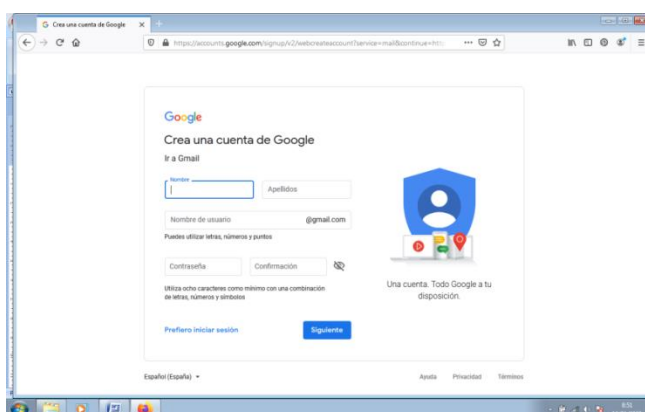 Crea una cuenta de Google
https://accounts.google.com/signup/v2/webcreateaccount?service=mail&continue=http
Google
Crea una cuenta de Google
Ir a Gmail
Nombre
Apellidos
Nombre de usuario @gmail.com
Puedes utilizar letras, números y puntos
Contraseña Confirmación
Utiliza ocho caracteres como mínimo con una combinación
de letras, números y símbolos
Una cuenta. Todo Google a tu
disposición.
Prefiero iniciar sesión Siguiente
Español (España) Ayuda Privacidad Términos